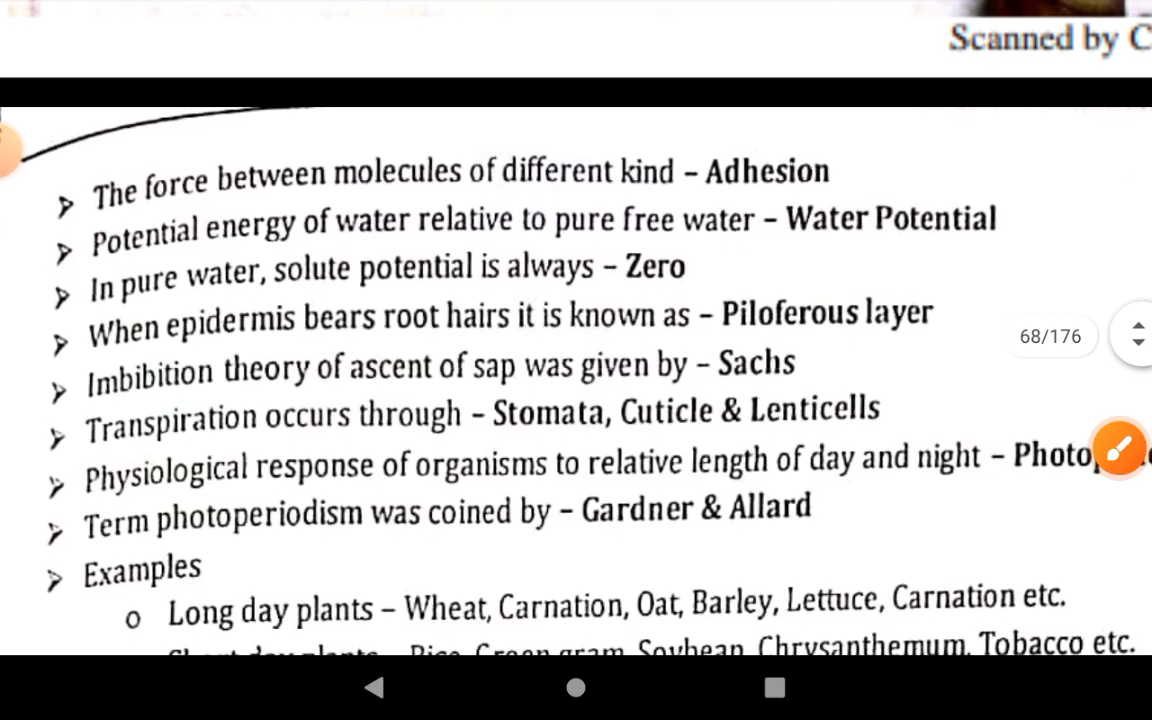 Scanned by C
➢ The force between molecules of different kind – Adhesion
➢ Potential energy of water relative to pure free water – Water Potential
➢ In pure water, solute potential is always – Zero
➢ When epidermis bears root hairs it is known as – Piloferous layer
68/176
➢ Imbibition theory of ascent of sap was given by – Sachs
➢ Transpiration occurs through – Stomata, Cuticle & Lenticells
➢ Physiological response of organisms to relative length of day and night –
➢ Term photoperiodism was coined by – Gardner & Allard
➢ Examples
o Long day plants – Wheat, Carnation, Oat, Barley, Lettuce, Carnation etc.
Soybean, Chrysanthemum, Tobacco etc.